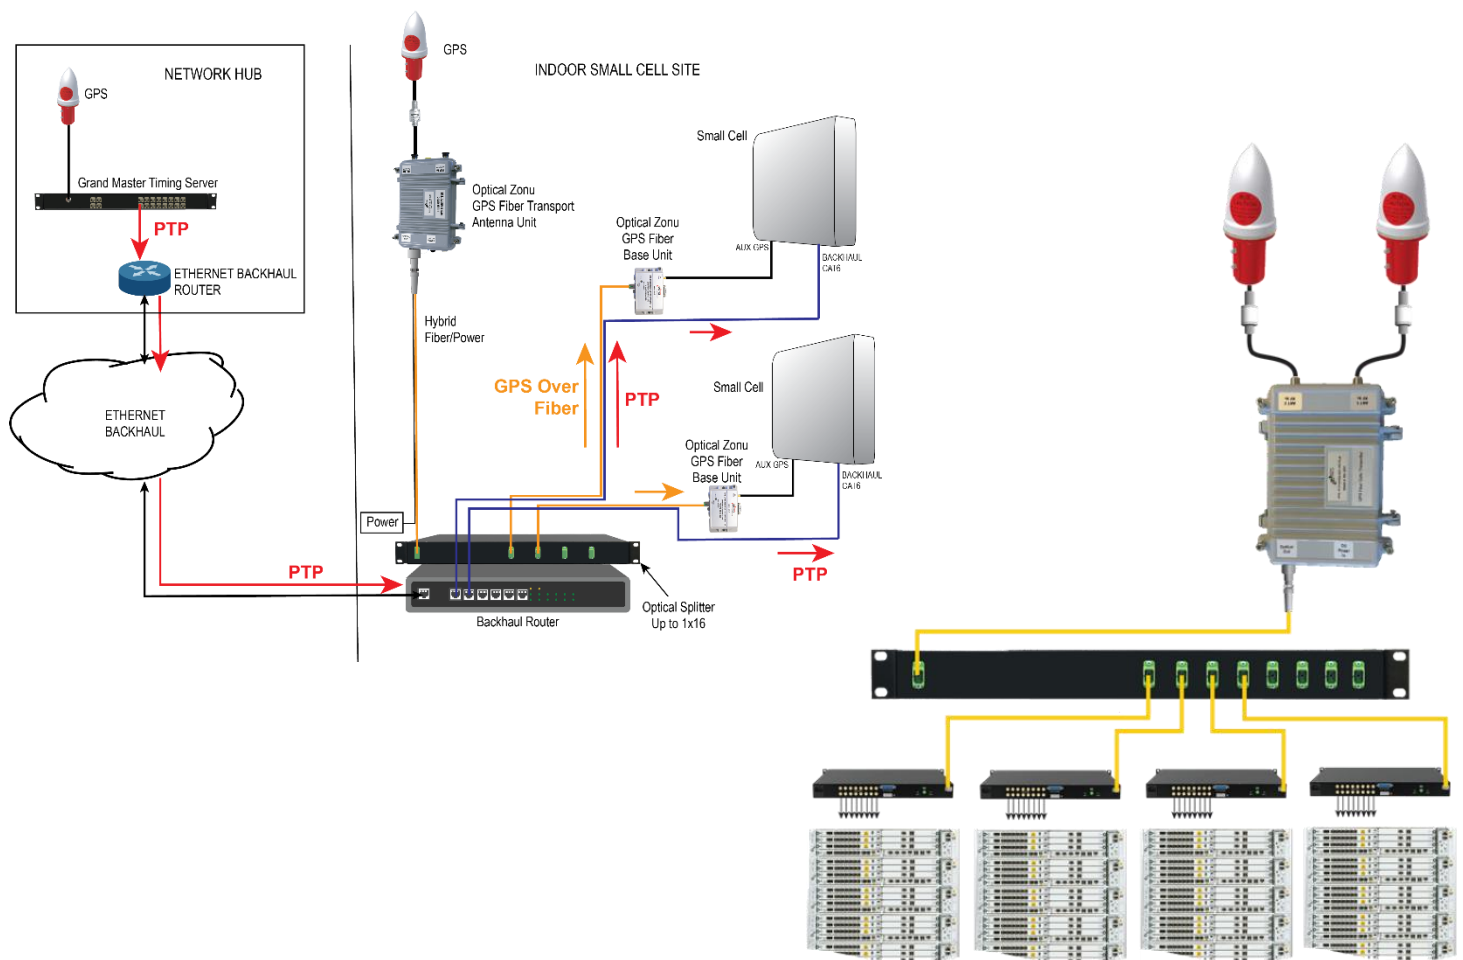 NETWORK HUB
GPS
Grand Master Timing Server
PTP
ETHERNET BACKHAUL
ROUTER
ETHERNET
BACKHAUL
PTP
GPS
INDOOR SMALL CELL SITE
Optical Zonu
GPS Fiber Transport
Antenna Unit
Hybrid
Fiber/Power
Power
Small Cell
Optical Zonu
GPS Fiber
Base Unit
AUX GPS
BACKHAUL
CAT6
GPS Over
Fiber
PTP
Small Cell
Optical Zonu
GPS Fiber
Base Unit
AUX GPS
BACKHAUL
CAT6
PTP
Optical Splitter
Up to 1x16
Backhaul Router